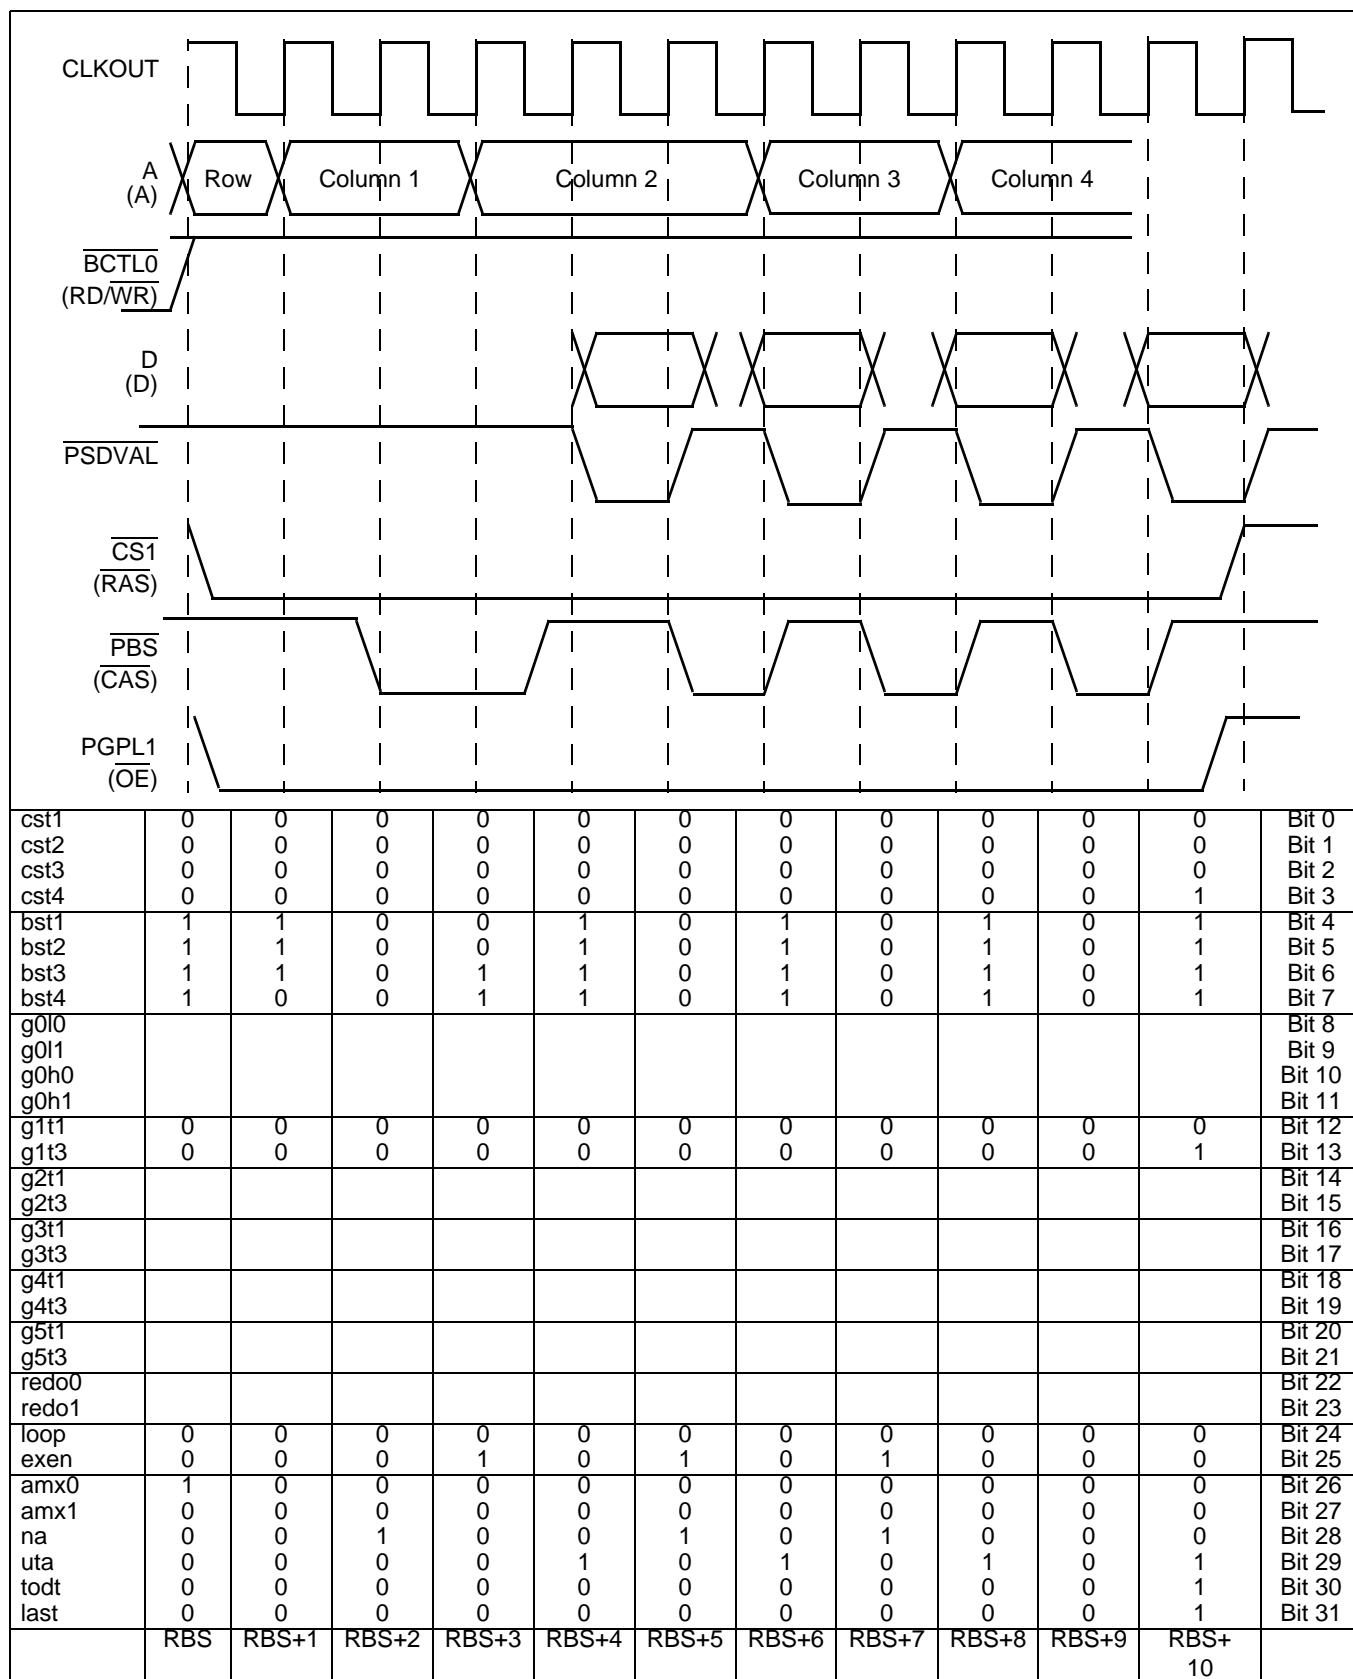 CLKOUT
A
(A)
Row Column 1 Column 2 Column 3 Column 4
BCTL0
(RD/WR)
D
(D)
PSDVAL
CS1
(RAS)
PBS
(CAS)
PGPL1
(OE)
cst1 0 0 0 0 0 0 0 0 0 0 0 Bit 0
cst2 0 0 0 0 0 0 0 0 0 0 0 Bit 1
cst3 0 0 0 0 0 0 0 0 0 0 0 Bit 2
cst4 0 0 0 0 0 0 0 0 0 0 1 Bit 3
bst1 1 1 0 0 1 0 1 0 1 0 1 Bit 4
bst2 1 1 0 0 1 0 1 0 1 0 1 Bit 5
bst3 1 1 0 1 1 0 1 0 1 0 1 Bit 6
bst4 1 0 0 1 1 0 1 0 1 0 1 Bit 7
g0l0 Bit 8
g0l1 Bit 9
g0h0 Bit 10
g0h1 Bit 11
g1t1 0 0 0 0 0 0 0 0 0 0 0 Bit 12
g1t3 0 0 0 0 0 0 0 0 0 0 1 Bit 13
g2t1 Bit 14
g2t3 Bit 15
g3t1 Bit 16
g3t3 Bit 17
g4t1 Bit 18
g4t3 Bit 19
g5t1 Bit 20
g5t3 Bit 21
redo0 Bit 22
redo1 Bit 23
loop 0 0 0 0 0 0 0 0 0 0 0 Bit 24
exen 0 0 0 1 0 1 0 1 0 0 0 Bit 25
amx0 1 0 0 0 0 0 0 0 0 0 0 Bit 26
amx1 0 0 0 0 0 0 0 0 0 0 0 Bit 27
na 0 0 1 0 0 1 0 1 0 0 0 Bit 28
uta 0 0 0 0 1 0 1 0 1 0 1 Bit 29
todt 0 0 0 0 0 0 0 0 0 0 1 Bit 30
last 0 0 0 0 0 0 0 0 0 0 1 Bit 31
RBS RBS+1 RBS+2 RBS+3 RBS+4 RBS+5 RBS+6 RBS+7 RBS+8 RBS+9 RBS+
10